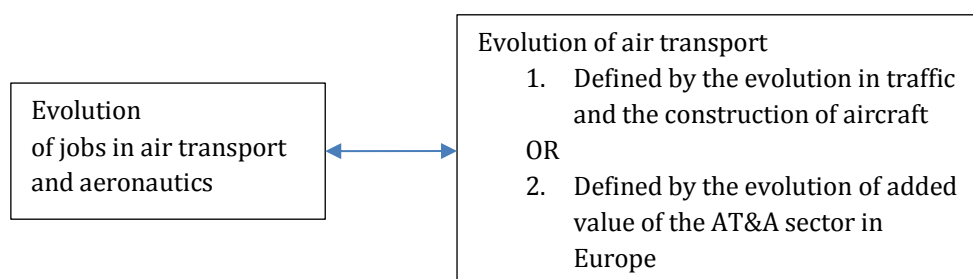 Evolution
of jobs in air transport
and aeronautics
Evolution of air transport
1. Defined by the evolution in traffic
and the construction of aircraft
OR
2. Defined by the evolution of added
value of the AT&A sector in
Europe